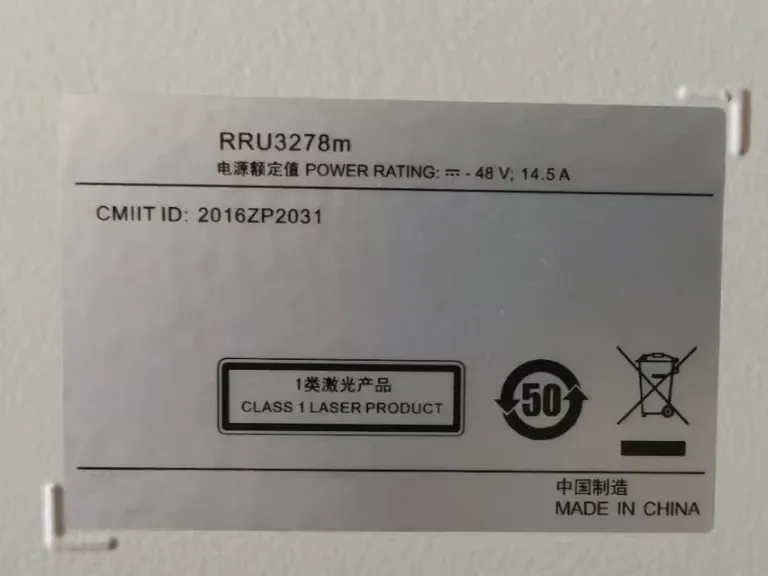 RRU3278m
电源额定值 POWER RATING: ⎓ - 48 V; 14.5 A
CMIIT ID: 2016ZP2031
1类激光产品
CLASS 1 LASER PRODUCT
50
中国制造
MADE IN CHINA